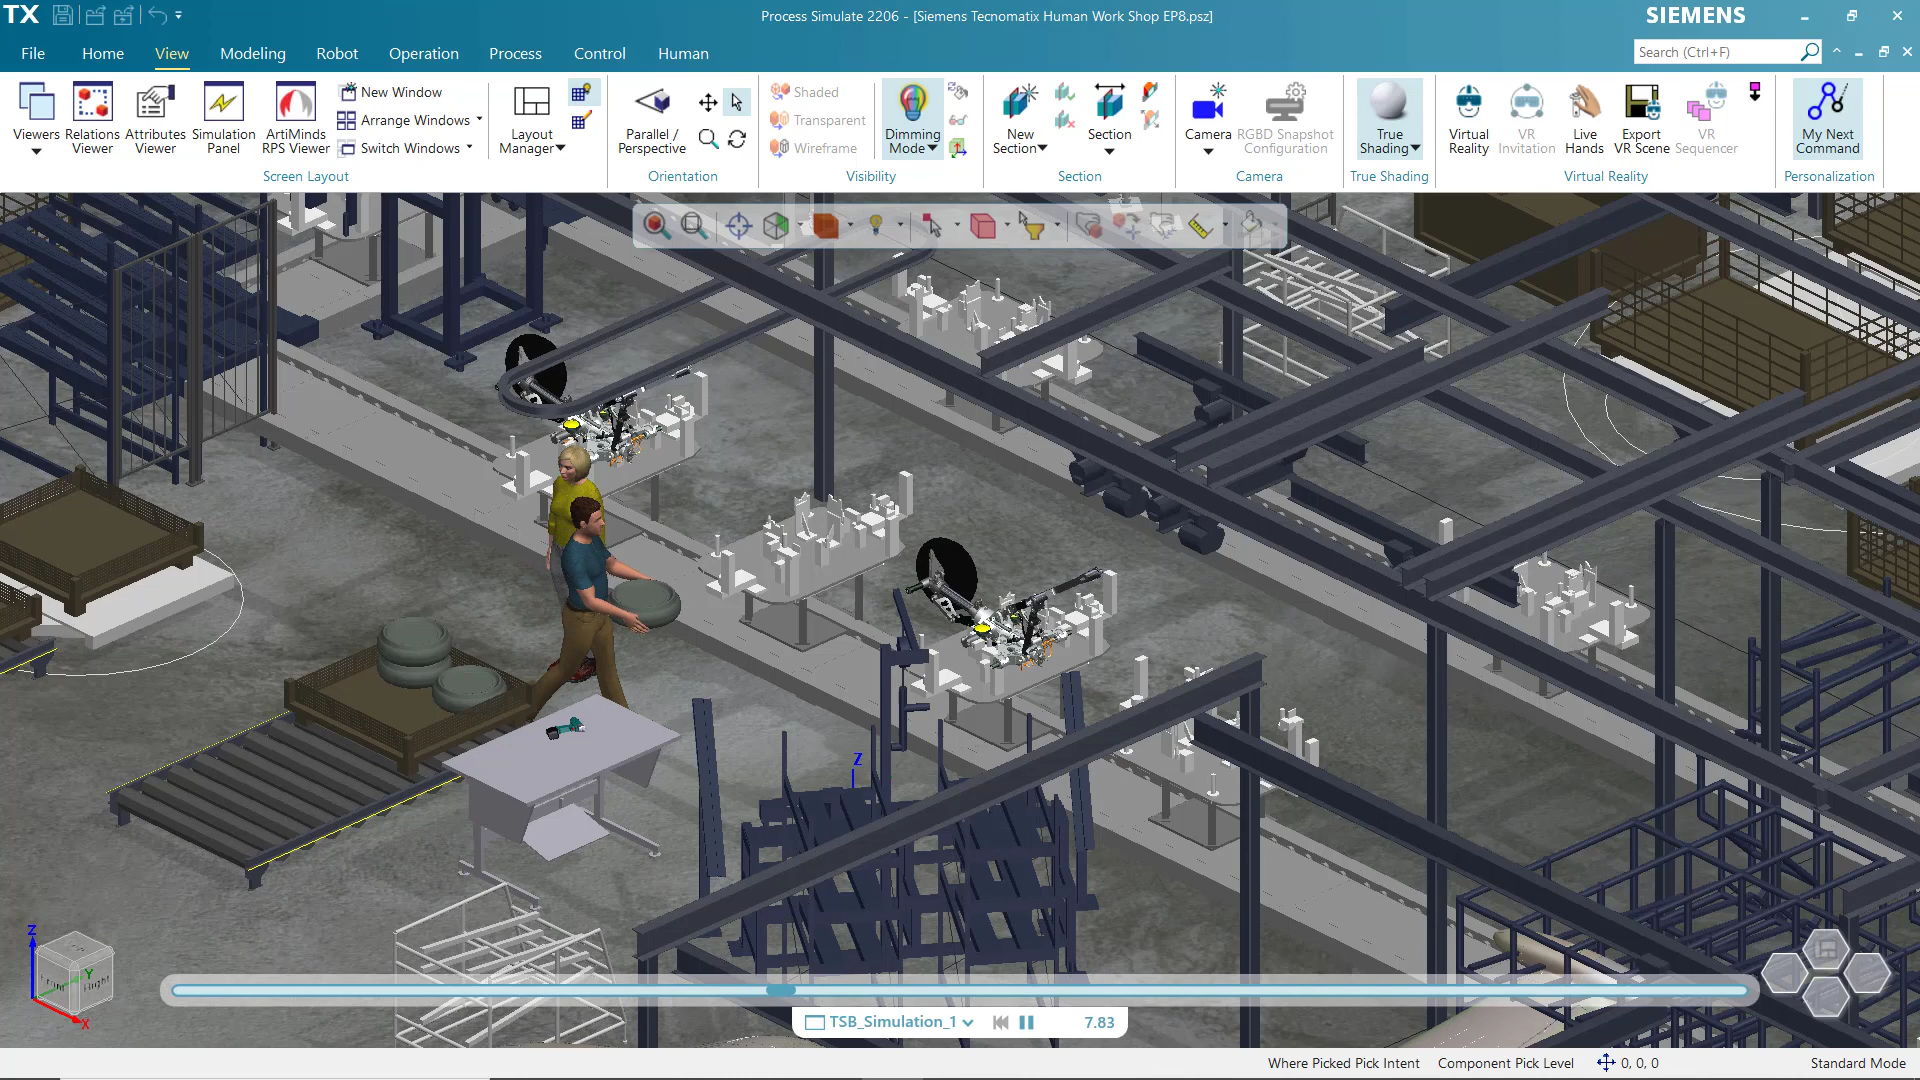 TX
Process Simulate 2206 - [Siemens Tecnomatix Human Work Shop EP8.psz]
SIEMENS
File Home View Modeling Robot Operation Process Control Human
Search (Ctrl+F)
Viewers
Relations Viewer
Attributes Viewer
Simulation Panel
ArtiMinds RPS Viewer
New Window
Arrange Windows
Switch Windows
Layout Manager
Screen Layout
Parallel / Perspective
Orientation
Shaded
Transparent
Wireframe
Dimming Mode
Visibility
New Section
Section
Section
Camera
RGBD Snapshot Configuration
Camera
True Shading
True Shading
Virtual Reality
VR Invitation
Live Hands
Export VR Scene
VR Sequencer
Virtual Reality
My Next Command
Personalization
Z
Z
Y
X
Front
Right
TSB_Simulation_1
7.83
Where Picked Pick Intent
Component Pick Level
0, 0, 0
Standard Mode